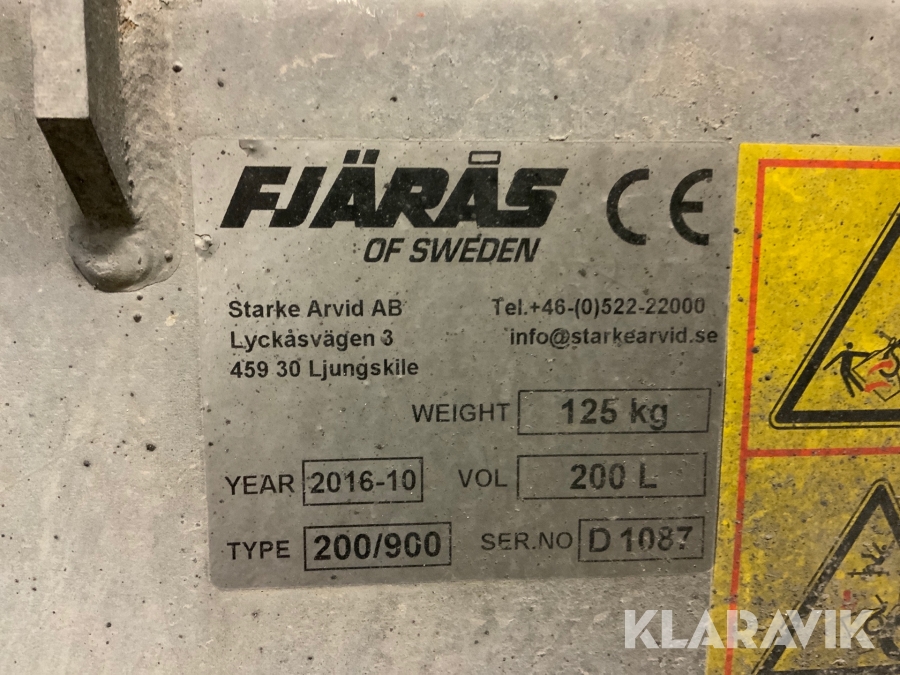 FJÄRÅS
OF SWEDEN
CE
Starke Arvid AB
Lyckåsvägen 3
459 30 Ljungskile
Tel.+46-(0)522-22000
info@starkearvid.se
WEIGHT 125 kg
YEAR 2016-10 VOL 200 L
TYPE 200/900 SER.NO D 1087
KLARAVIK